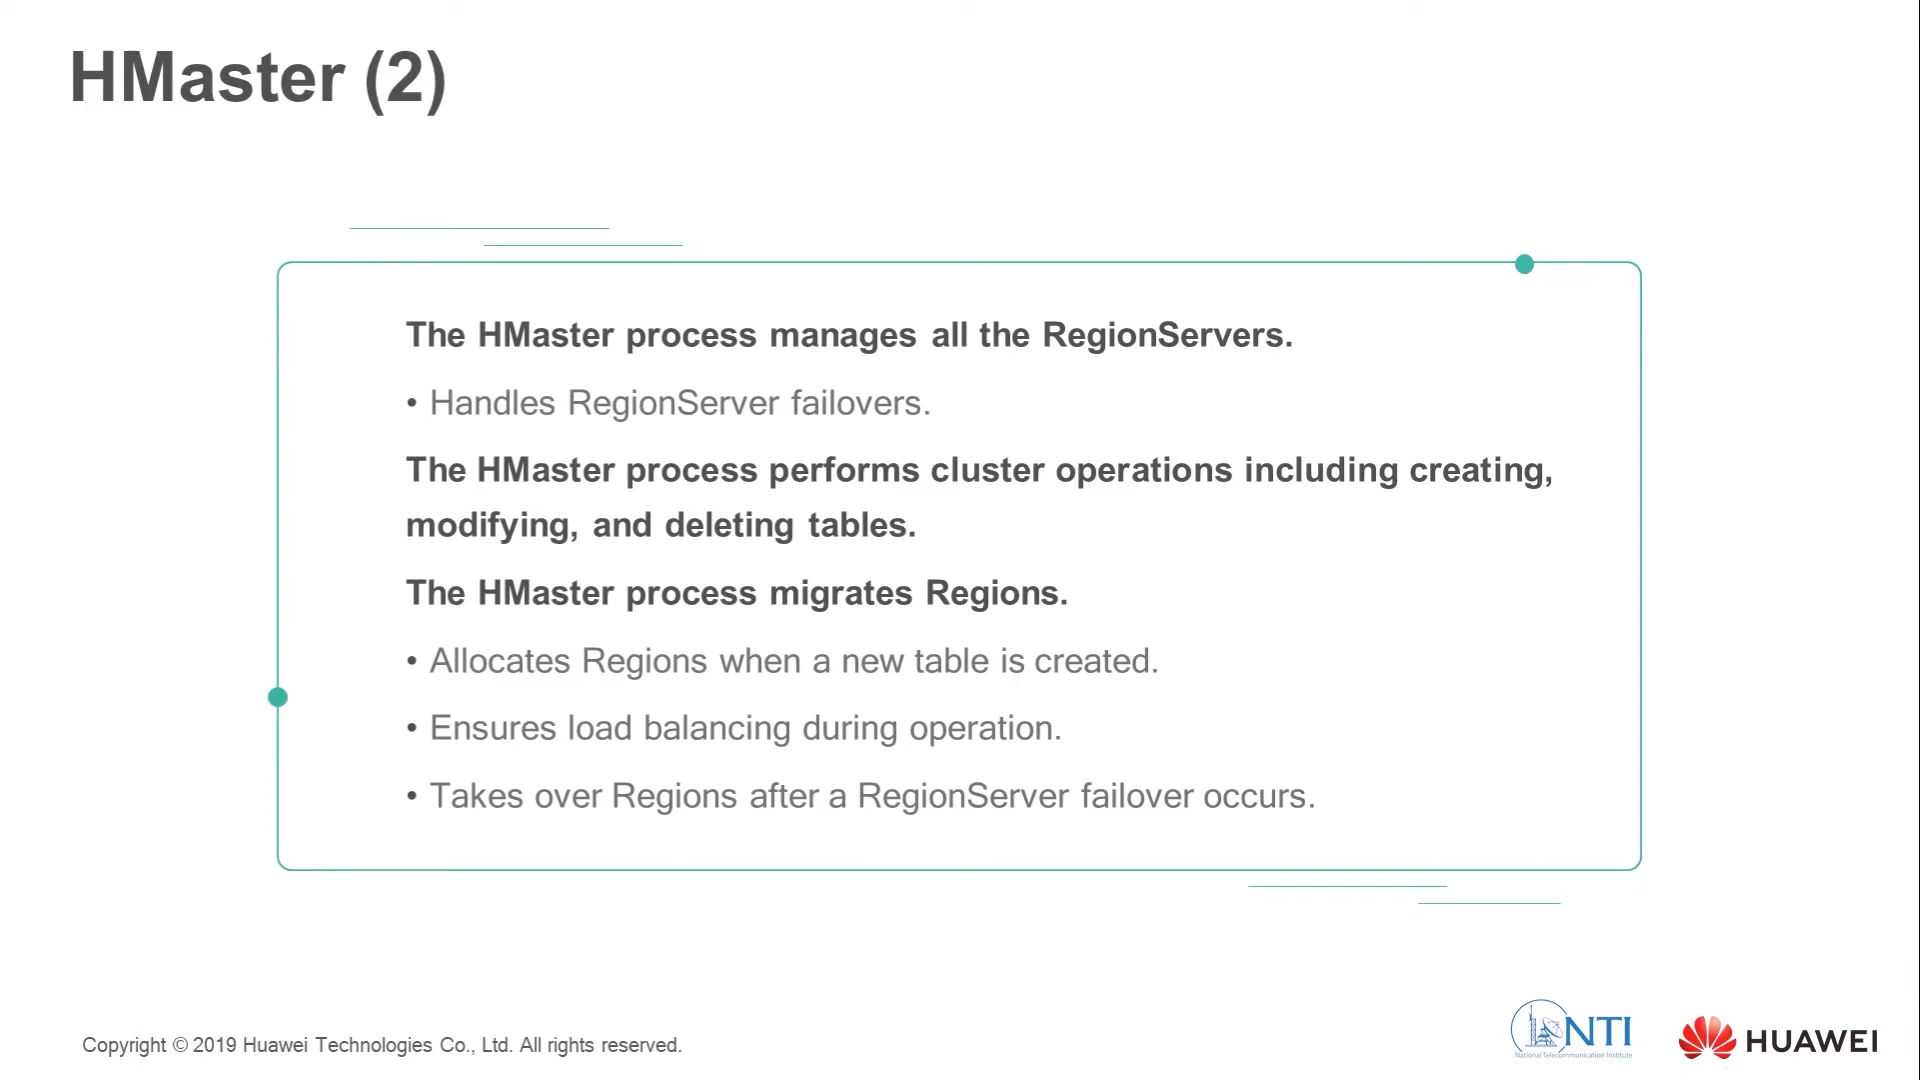 HMaster (2)
The HMaster process manages all the RegionServers.
• Handles RegionServer failovers.
The HMaster process performs cluster operations including creating,
modifying, and deleting tables.
The HMaster process migrates Regions.
• Allocates Regions when a new table is created.
• Ensures load balancing during operation.
• Takes over Regions after a RegionServer failover occurs.
Copyright © 2019 Huawei Technologies Co., Ltd. All rights reserved.
NTI
National Telecommunication Institute
HUAWEI